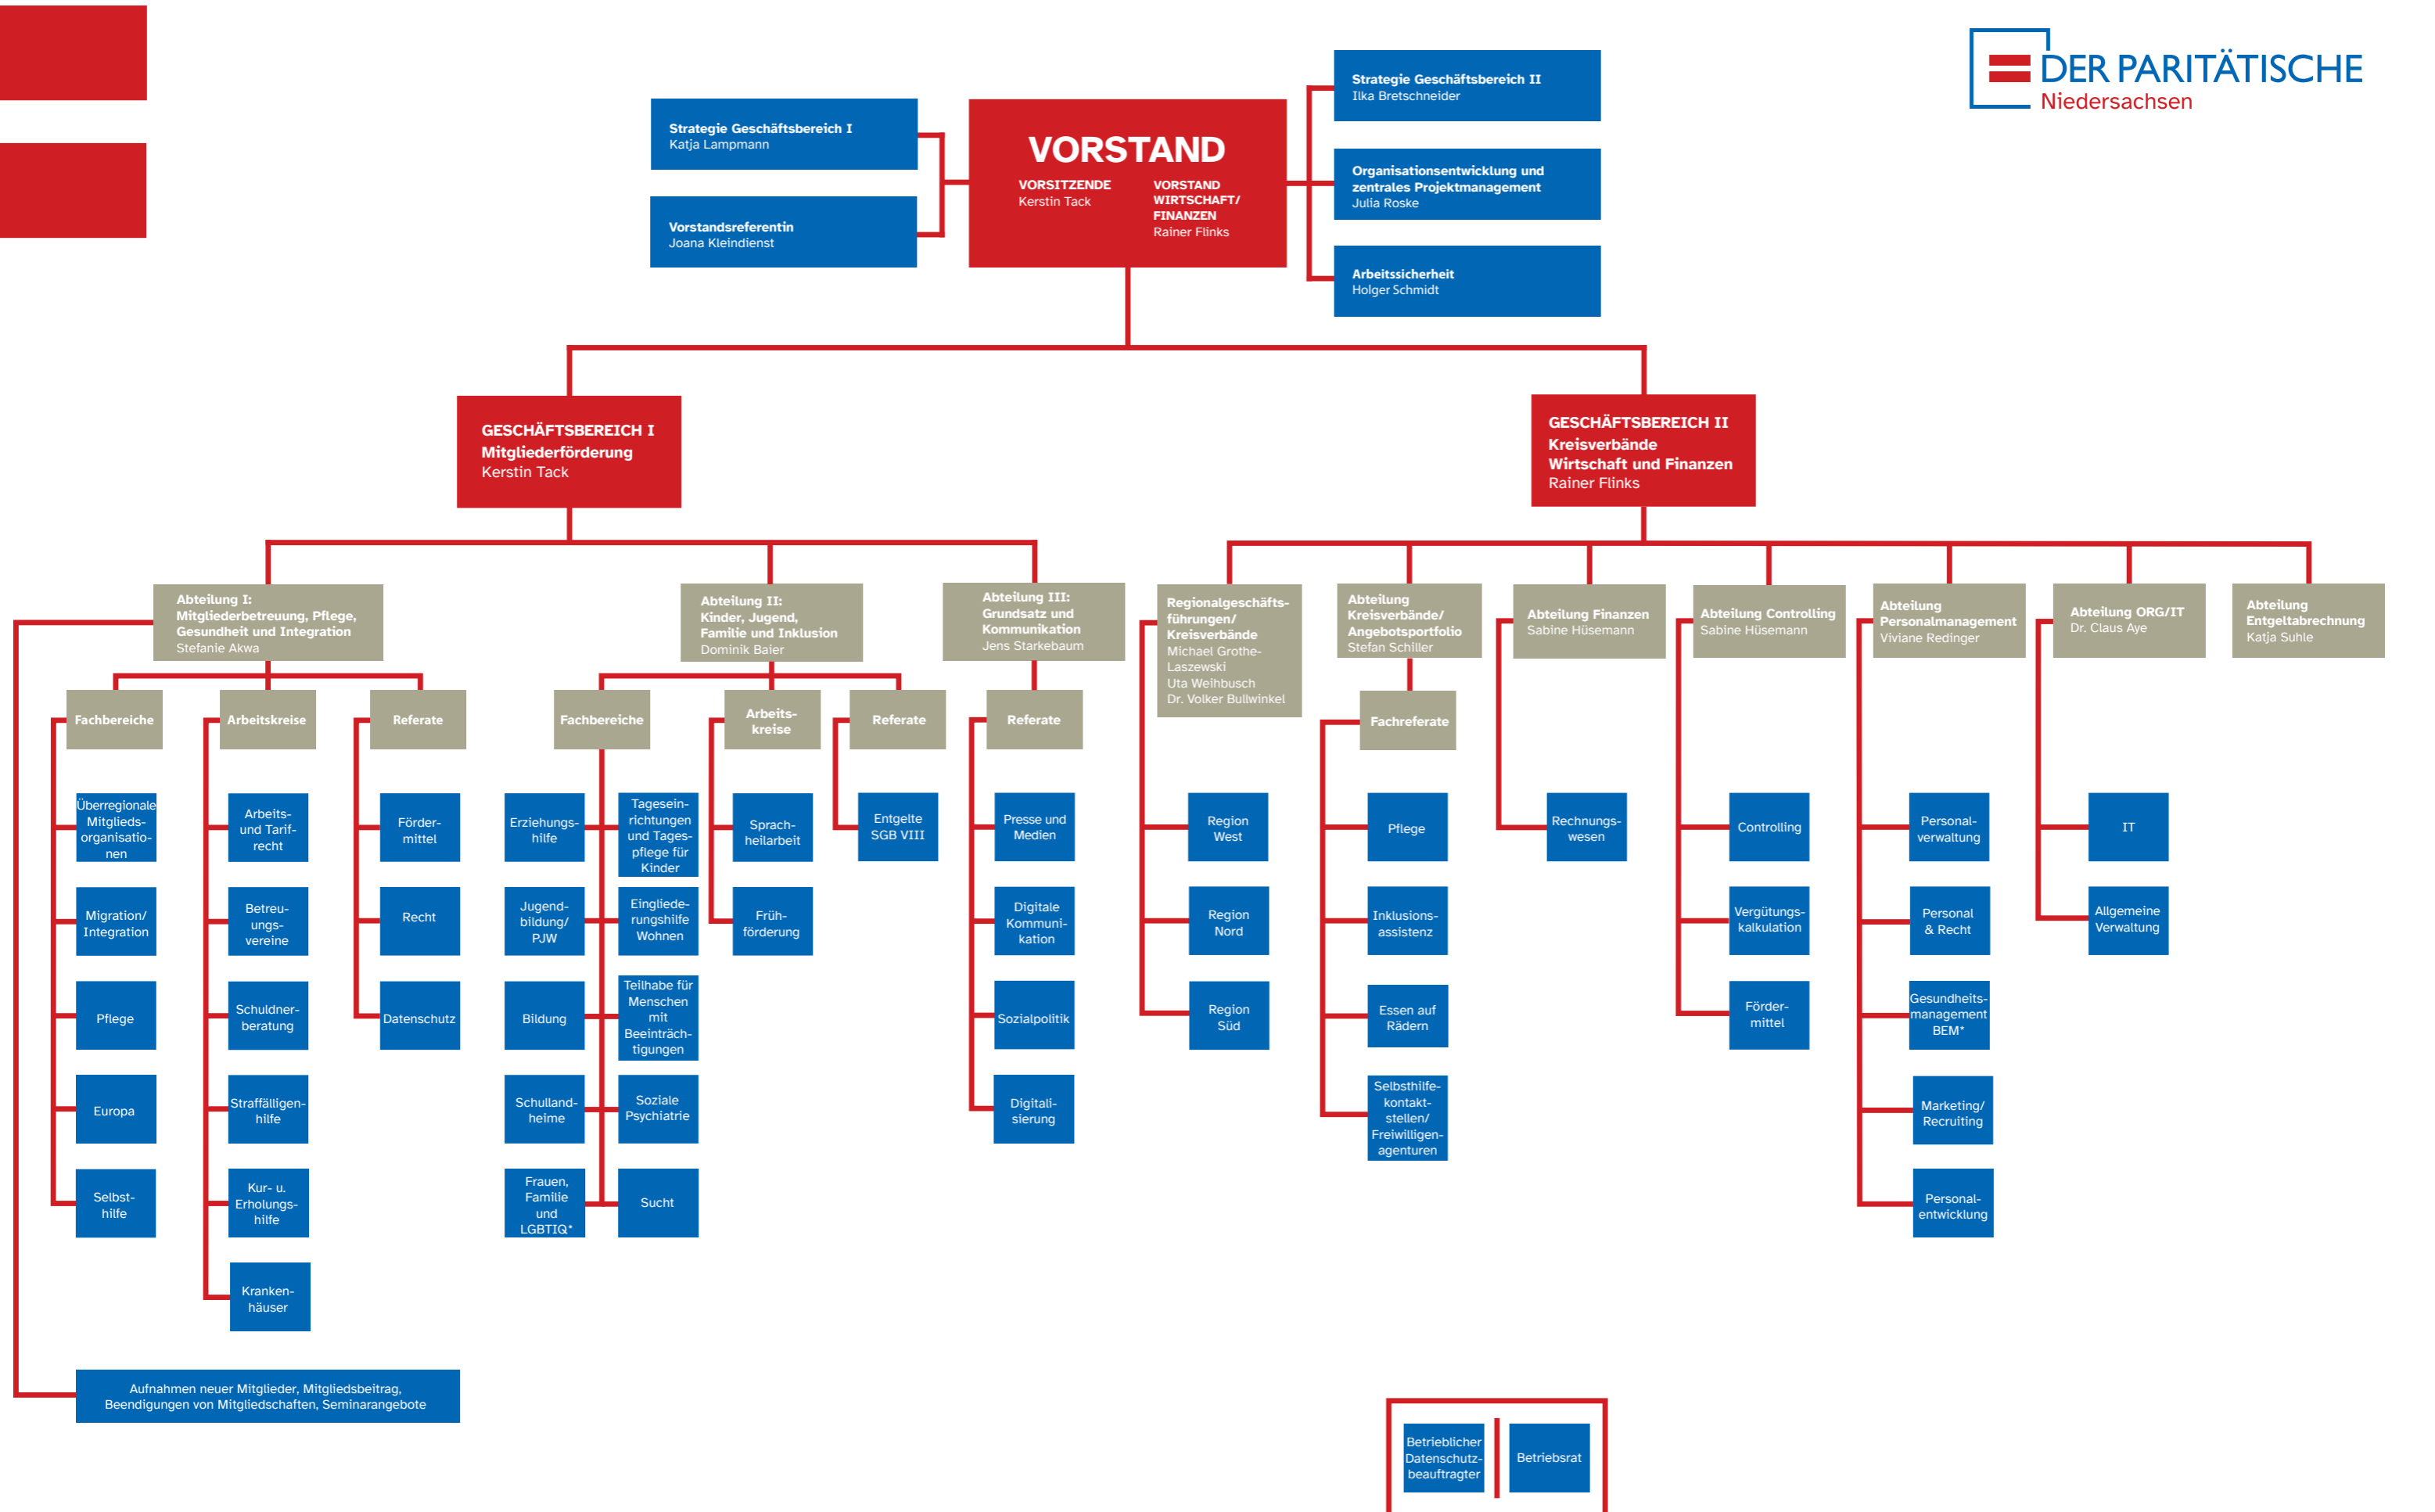 DER PARITÄTISCHE
Niedersachsen
Strategie Geschäftsbereich I
Katja Lampmann
Vorstandsreferentin
Joana Kleindienst
VORSTAND
VORSITZENDE
Kerstin Tack
VORSTAND
WIRTSCHAFT/
FINANZEN
Rainer Flinks
Strategie Geschäftsbereich II
Ilka Bretschneider
Organisationsentwicklung und
zentrales Projektmanagement
Julia Roske
Arbeitssicherheit
Holger Schmidt
GESCHÄFTSBEREICH I
Mitgliederförderung
Kerstin Tack
GESCHÄFTSBEREICH II
Kreisverbände
Wirtschaft und Finanzen
Rainer Flinks
Abteilung I:
Mitgliederbetreuung, Pflege,
Gesundheit und Integration
Stefanie Akwa
Fachbereiche
Überregionale
Mitglieds-
organisatio-
nen
Migration/
Integration
Pflege
Europa
Selbst-
hilfe
Arbeitskreise
Arbeits-
und Tarif-
recht
Betreu-
ungs-
vereine
Schuldner-
beratung
Straffälligen-
hilfe
Kur- u.
Erholungs-
hilfe
Kranken-
häuser
Referate
Förder-
mittel
Recht
Datenschutz
Aufnahmen neuer Mitglieder, Mitgliedsbeitrag,
Beendigungen von Mitgliedschaften, Seminarangebote
Abteilung II:
Kinder, Jugend,
Familie und Inklusion
Dominik Baier
Fachbereiche
Erziehungs-
hilfe
Jugend-
bildung/
PJW
Bildung
Schulland-
heime
Frauen,
Familie
und
LGBTIQ*
Tagesein-
richtungen
und Tages-
pflege für
Kinder
Eingliede-
rungshilfe
Wohnen
Teilhabe für
Menschen
mit
Beeinträch-
tigungen
Soziale
Psychiatrie
Sucht
Arbeits-
kreise
Sprach-
heilarbeit
Früh-
förderung
Referate
Entgelte
SGB VIII
Abteilung III:
Grundsatz und
Kommunikation
Jens Starkebaum
Referate
Presse und
Medien
Digitale
Kommuni-
kation
Sozialpolitik
Digitali-
sierung
Regionalgeschäfts-
führungen/
Kreisverbände
Michael Grothe-
Laszewski
Uta Weihbusch
Dr. Volker Bullwinkel
Region
West
Region
Nord
Region
Süd
Abteilung
Kreisverbände/
Angebotsportfolio
Stefan Schiller
Fachreferate
Pflege
Inklusions-
assistenz
Essen auf
Rädern
Selbsthilfe-
kontakt-
stellen/
Freiwilligen-
agenturen
Abteilung Finanzen
Sabine Hüsemann
Rechnungs-
wesen
Abteilung Controlling
Sabine Hüsemann
Controlling
Vergütungs-
kalkulation
Förder-
mittel
Abteilung
Personalmanagement
Viviane Redinger
Personal-
verwaltung
Personal
& Recht
Gesundheits-
management
BEM*
Marketing/
Recruiting
Personal-
entwicklung
Abteilung ORG/IT
Dr. Claus Aye
IT
Allgemeine
Verwaltung
Abteilung
Entgeltabrechnung
Katja Suhle
Betrieblicher
Datenschutz-
beauftragter
Betriebsrat